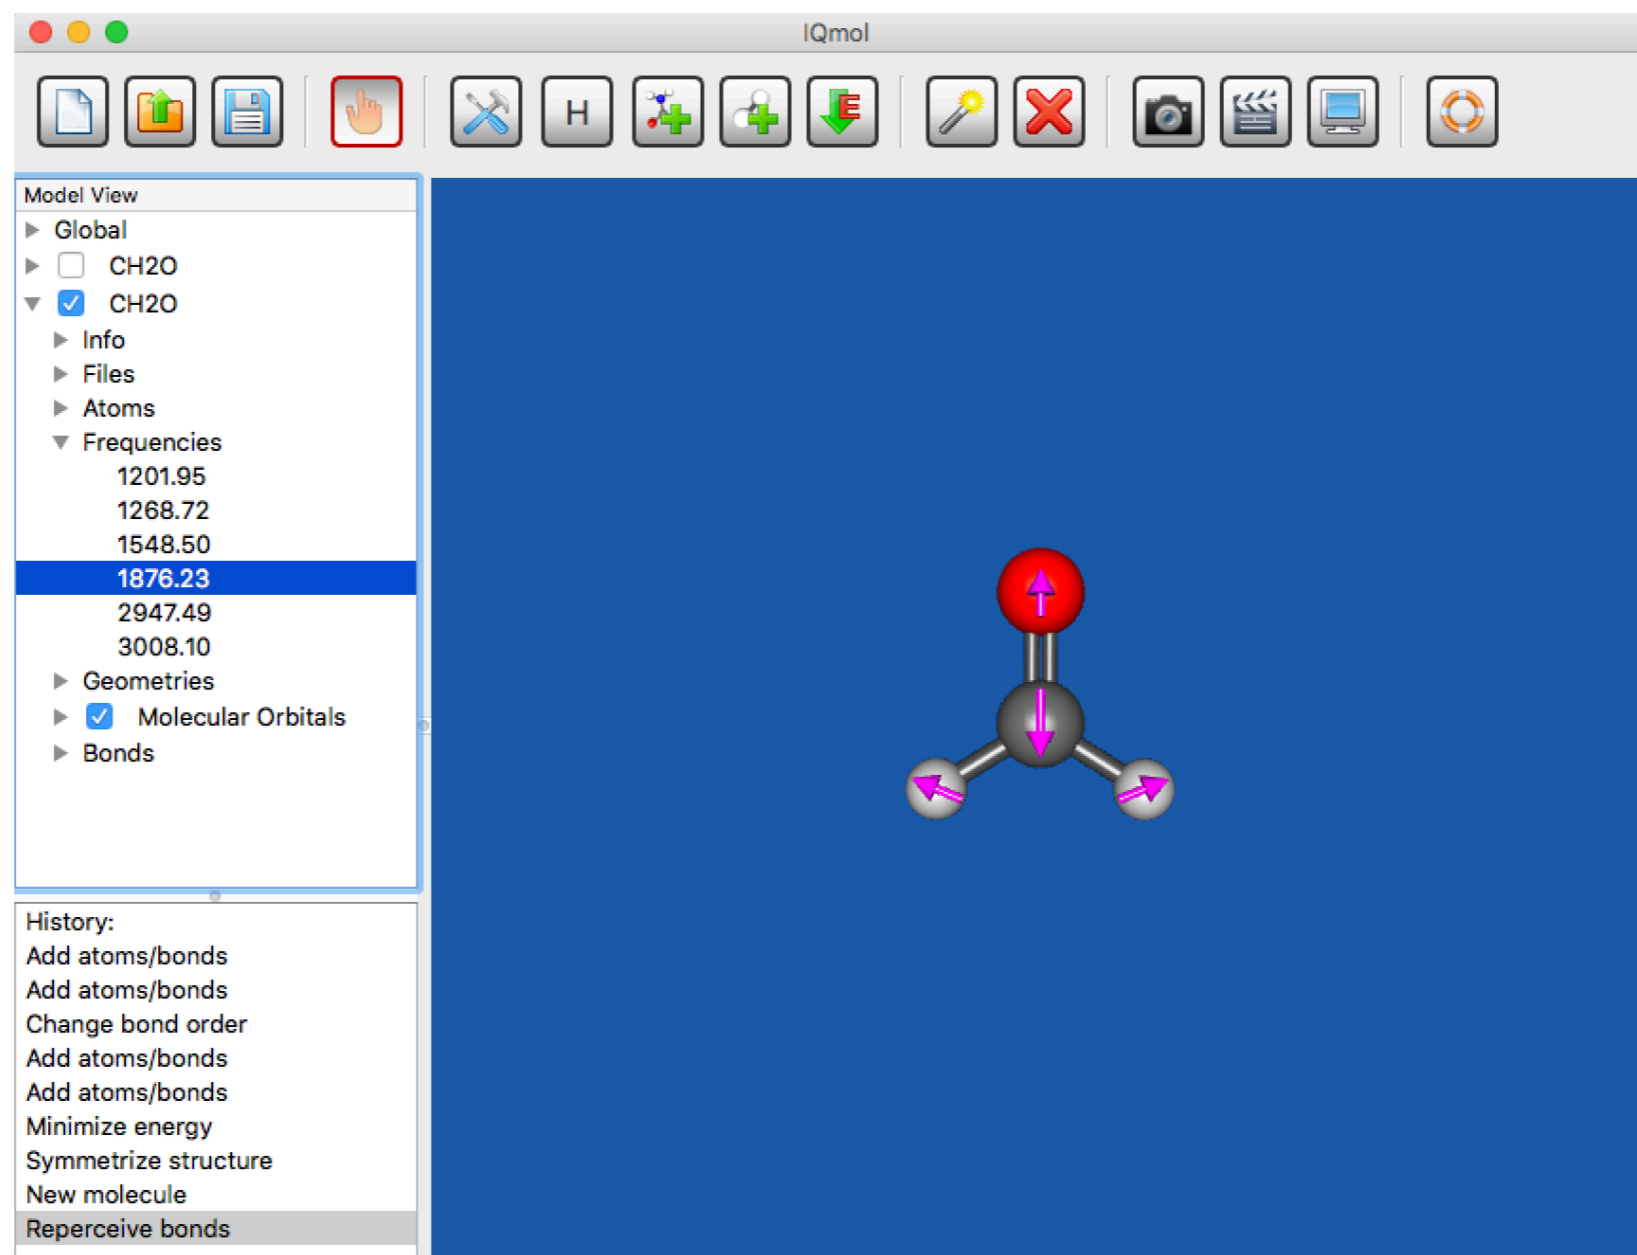 IQmol
H
E
Model View
Global
CH2O
CH2O
Info
Files
Atoms
Frequencies
1201.95
1268.72
1548.50
1876.23
2947.49
3008.10
Geometries
Molecular Orbitals
Bonds
History:
Add atoms/bonds
Add atoms/bonds
Change bond order
Add atoms/bonds
Add atoms/bonds
Minimize energy
Symmetrize structure
New molecule
Reperceive bonds